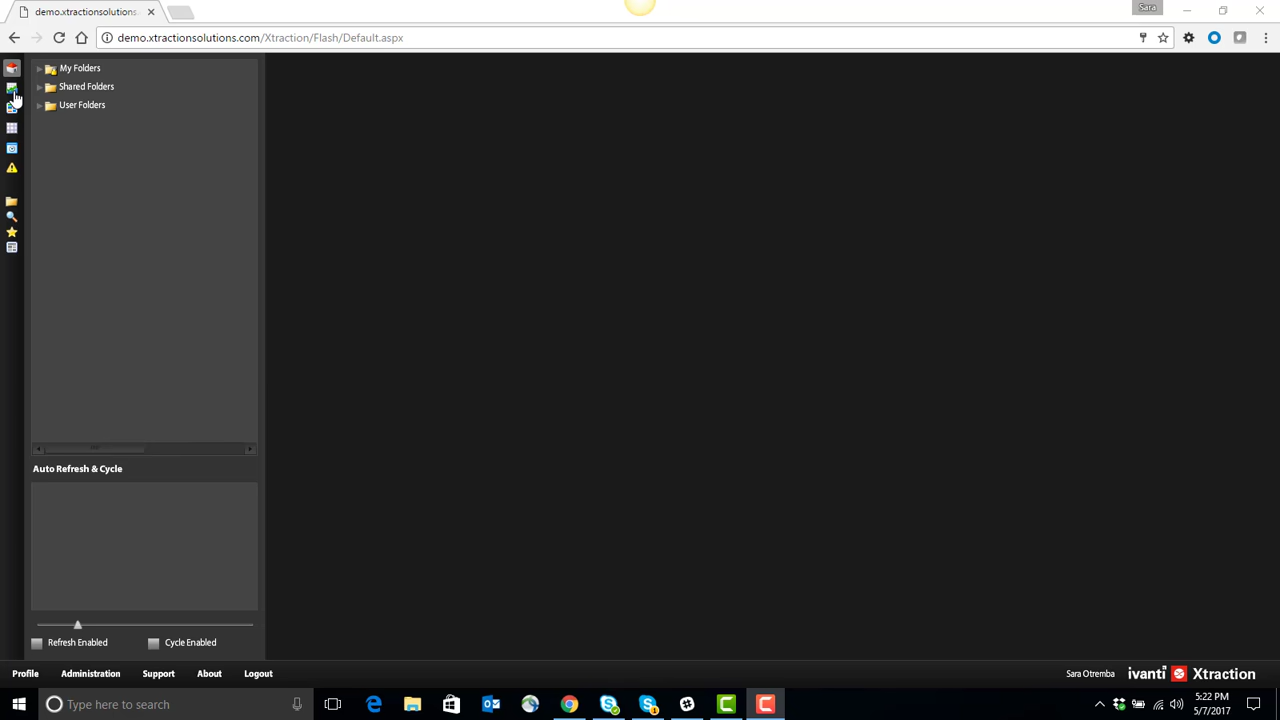 demo.xtractionsolutions.
Sara
demo.xtractionsolutions.com/Xtraction/Flash/Default.aspx
My Folders
Shared Folders
User Folders
Auto Refresh & Cycle
Refresh Enabled
Cycle Enabled
Profile
Administration
Support
About
Logout
Sara Otremba
ivanti
Xtraction
Type here to search
5:22 PM
5/7/2017